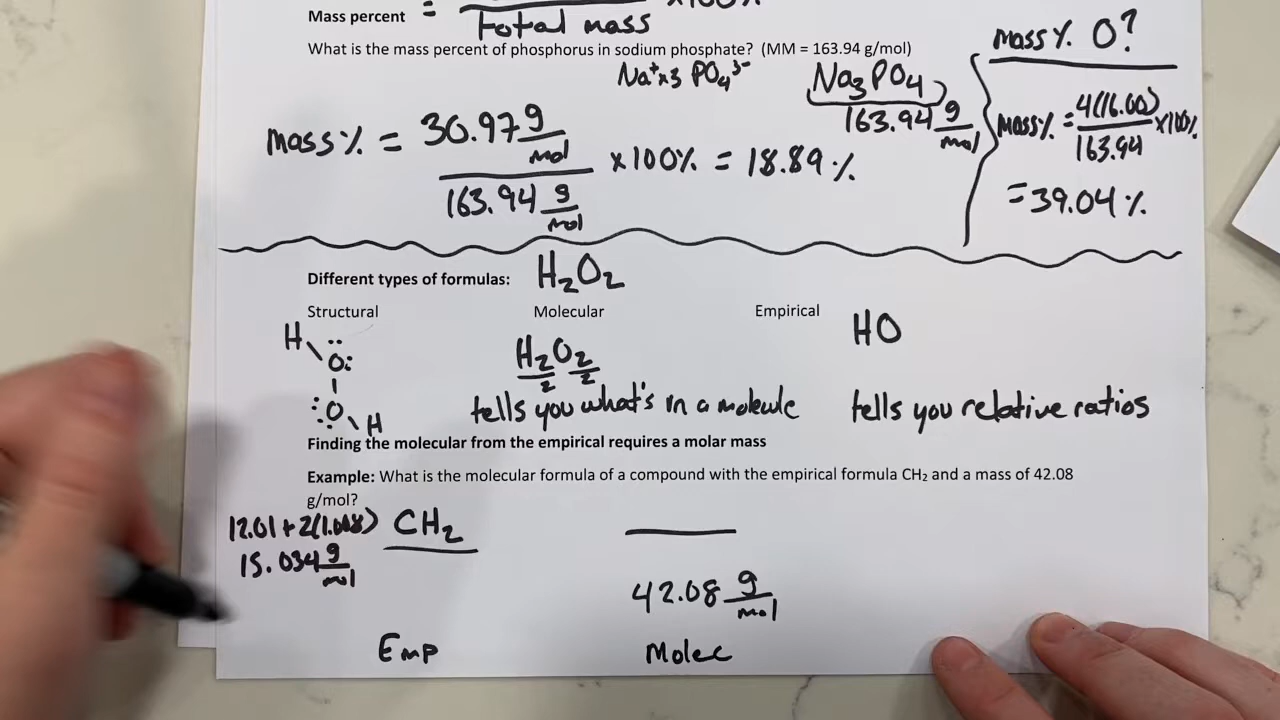 Mass percent =
total mass
What is the mass percent of phosphorus in sodium phosphate? (MM = 163.94 g/mol)
Na⁺x3 PO₄³⁻
Na₃PO₄
163.94 g/mol
mass % = 30.97 g/mol / 163.94 g/mol x100% = 18.89 %
mass % O?
mass% = 4(16.00) / 163.94 x100%
= 39.04 %
Different types of formulas: H₂O₂
Structural Molecular Empirical
H
O
O
H
H₂O₂
2 2
HO
tells you what's in a molecule
tells you relative ratios
Finding the molecular from the empirical requires a molar mass
Example: What is the molecular formula of a compound with the empirical formula CH₂ and a mass of 42.08
g/mol?
12.01 + 2(1.008) CH₂
15.034 g/mol
42.08 g/mol
Emp Molec